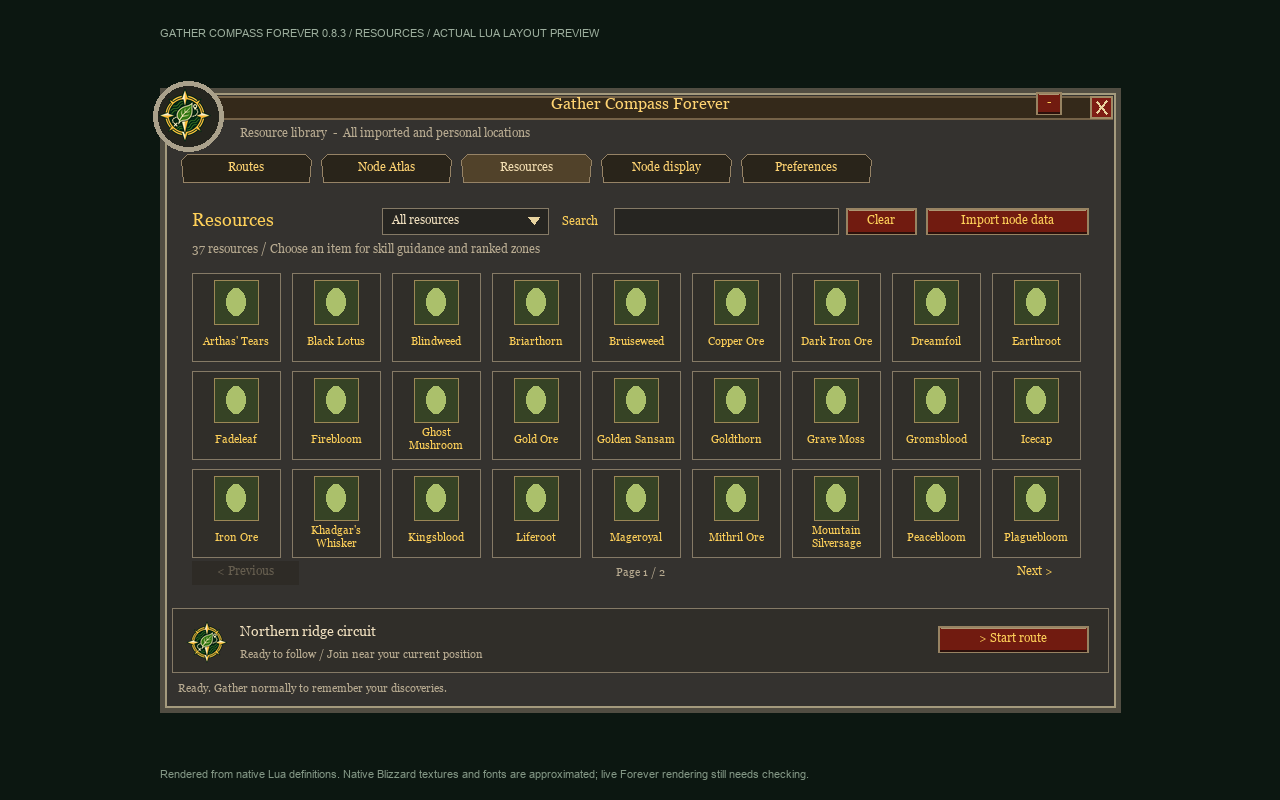 GATHER COMPASS FOREVER 0.8.3 / RESOURCES / ACTUAL LUA LAYOUT PREVIEW
Gather Compass Forever
-
X
Resource library - All imported and personal locations
Routes
Node Atlas
Resources
Node display
Preferences
Resources
All resources
Search
Clear
Import node data
37 resources / Choose an item for skill guidance and ranked zones
Arthas' Tears
Black Lotus
Blindweed
Briarthorn
Bruiseweed
Copper Ore
Dark Iron Ore
Dreamfoil
Earthroot
Fadeleaf
Firebloom
Ghost
Mushroom
Gold Ore
Golden Sansam
Goldthorn
Grave Moss
Gromsblood
Icecap
Iron Ore
Khadgar's
Whisker
Kingsblood
Liferoot
Mageroyal
Mithril Ore
Mountain
Silversage
Peacebloom
Plaguebloom
< Previous
Page 1 / 2
Next >
Northern ridge circuit
Ready to follow / Join near your current position
> Start route
Ready. Gather normally to remember your discoveries.
Rendered from native Lua definitions. Native Blizzard textures and fonts are approximated; live Forever rendering still needs checking.